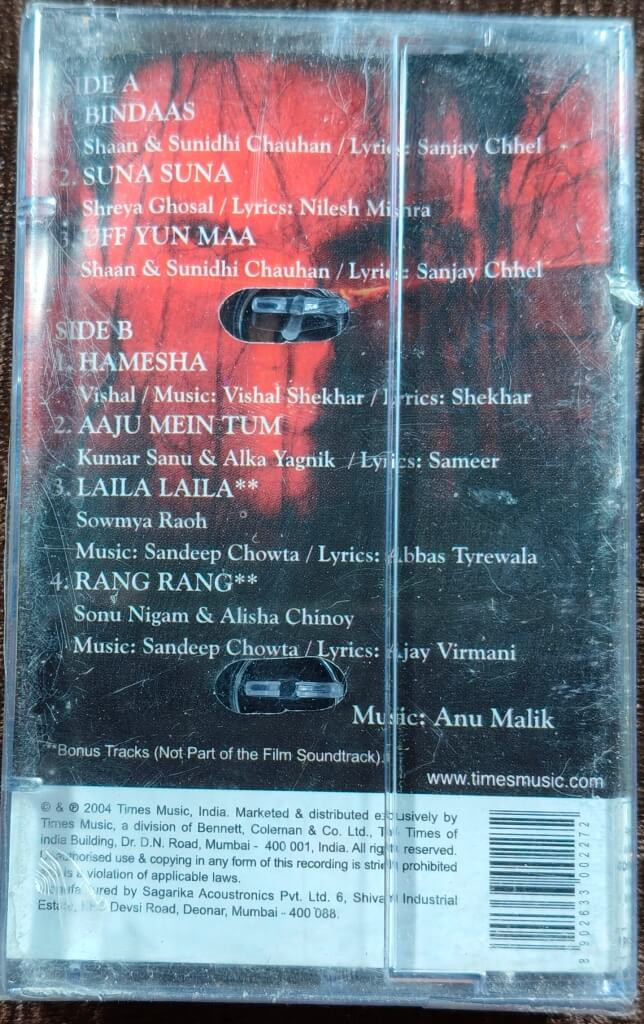 SIDE A
1. BINDAAS
Shaan & Sunidhi Chauhan / Lyrics: Sanjay Chhel
2. SUNA SUNA
Shreya Ghosal / Lyrics: Nilesh Mishra
3. UFF YUN MAA
Shaan & Sunidhi Chauhan / Lyrics: Sanjay Chhel
SIDE B
1. HAMESHA
Vishal / Music: Vishal Shekhar / Lyrics: Shekhar
2. AAJU MEIN TUM
Kumar Sanu & Alka Yagnik / Lyrics: Sameer
3. LAILA LAILA**
Sowmya Raoh
Music: Sandeep Chowta / Lyrics: Abbas Tyrewala
4. RANG RANG**
Sonu Nigam & Alisha Chinoy
Music: Sandeep Chowta / Lyrics: Ajay Virmani
Music: Anu Malik
**Bonus Tracks (Not Part of the Film Soundtrack).
www.timesmusic.com
© & ℗ 2004 Times Music, India. Marketed & distributed exclusively by
Times Music, a division of Bennett, Coleman & Co. Ltd., The Times of
india Building, Dr. D.N. Road, Mumbai - 400 001, India. All rights reserved.
Unauthorised use & copying in any form of this recording is strictly prohibited
is a violation of applicable laws.
Manufactured by Sagarika Acoustronics Pvt. Ltd. 6, Shivam Industrial
Estate, Devsi Road, Deonar, Mumbai - 400 088.
8 902633 002272